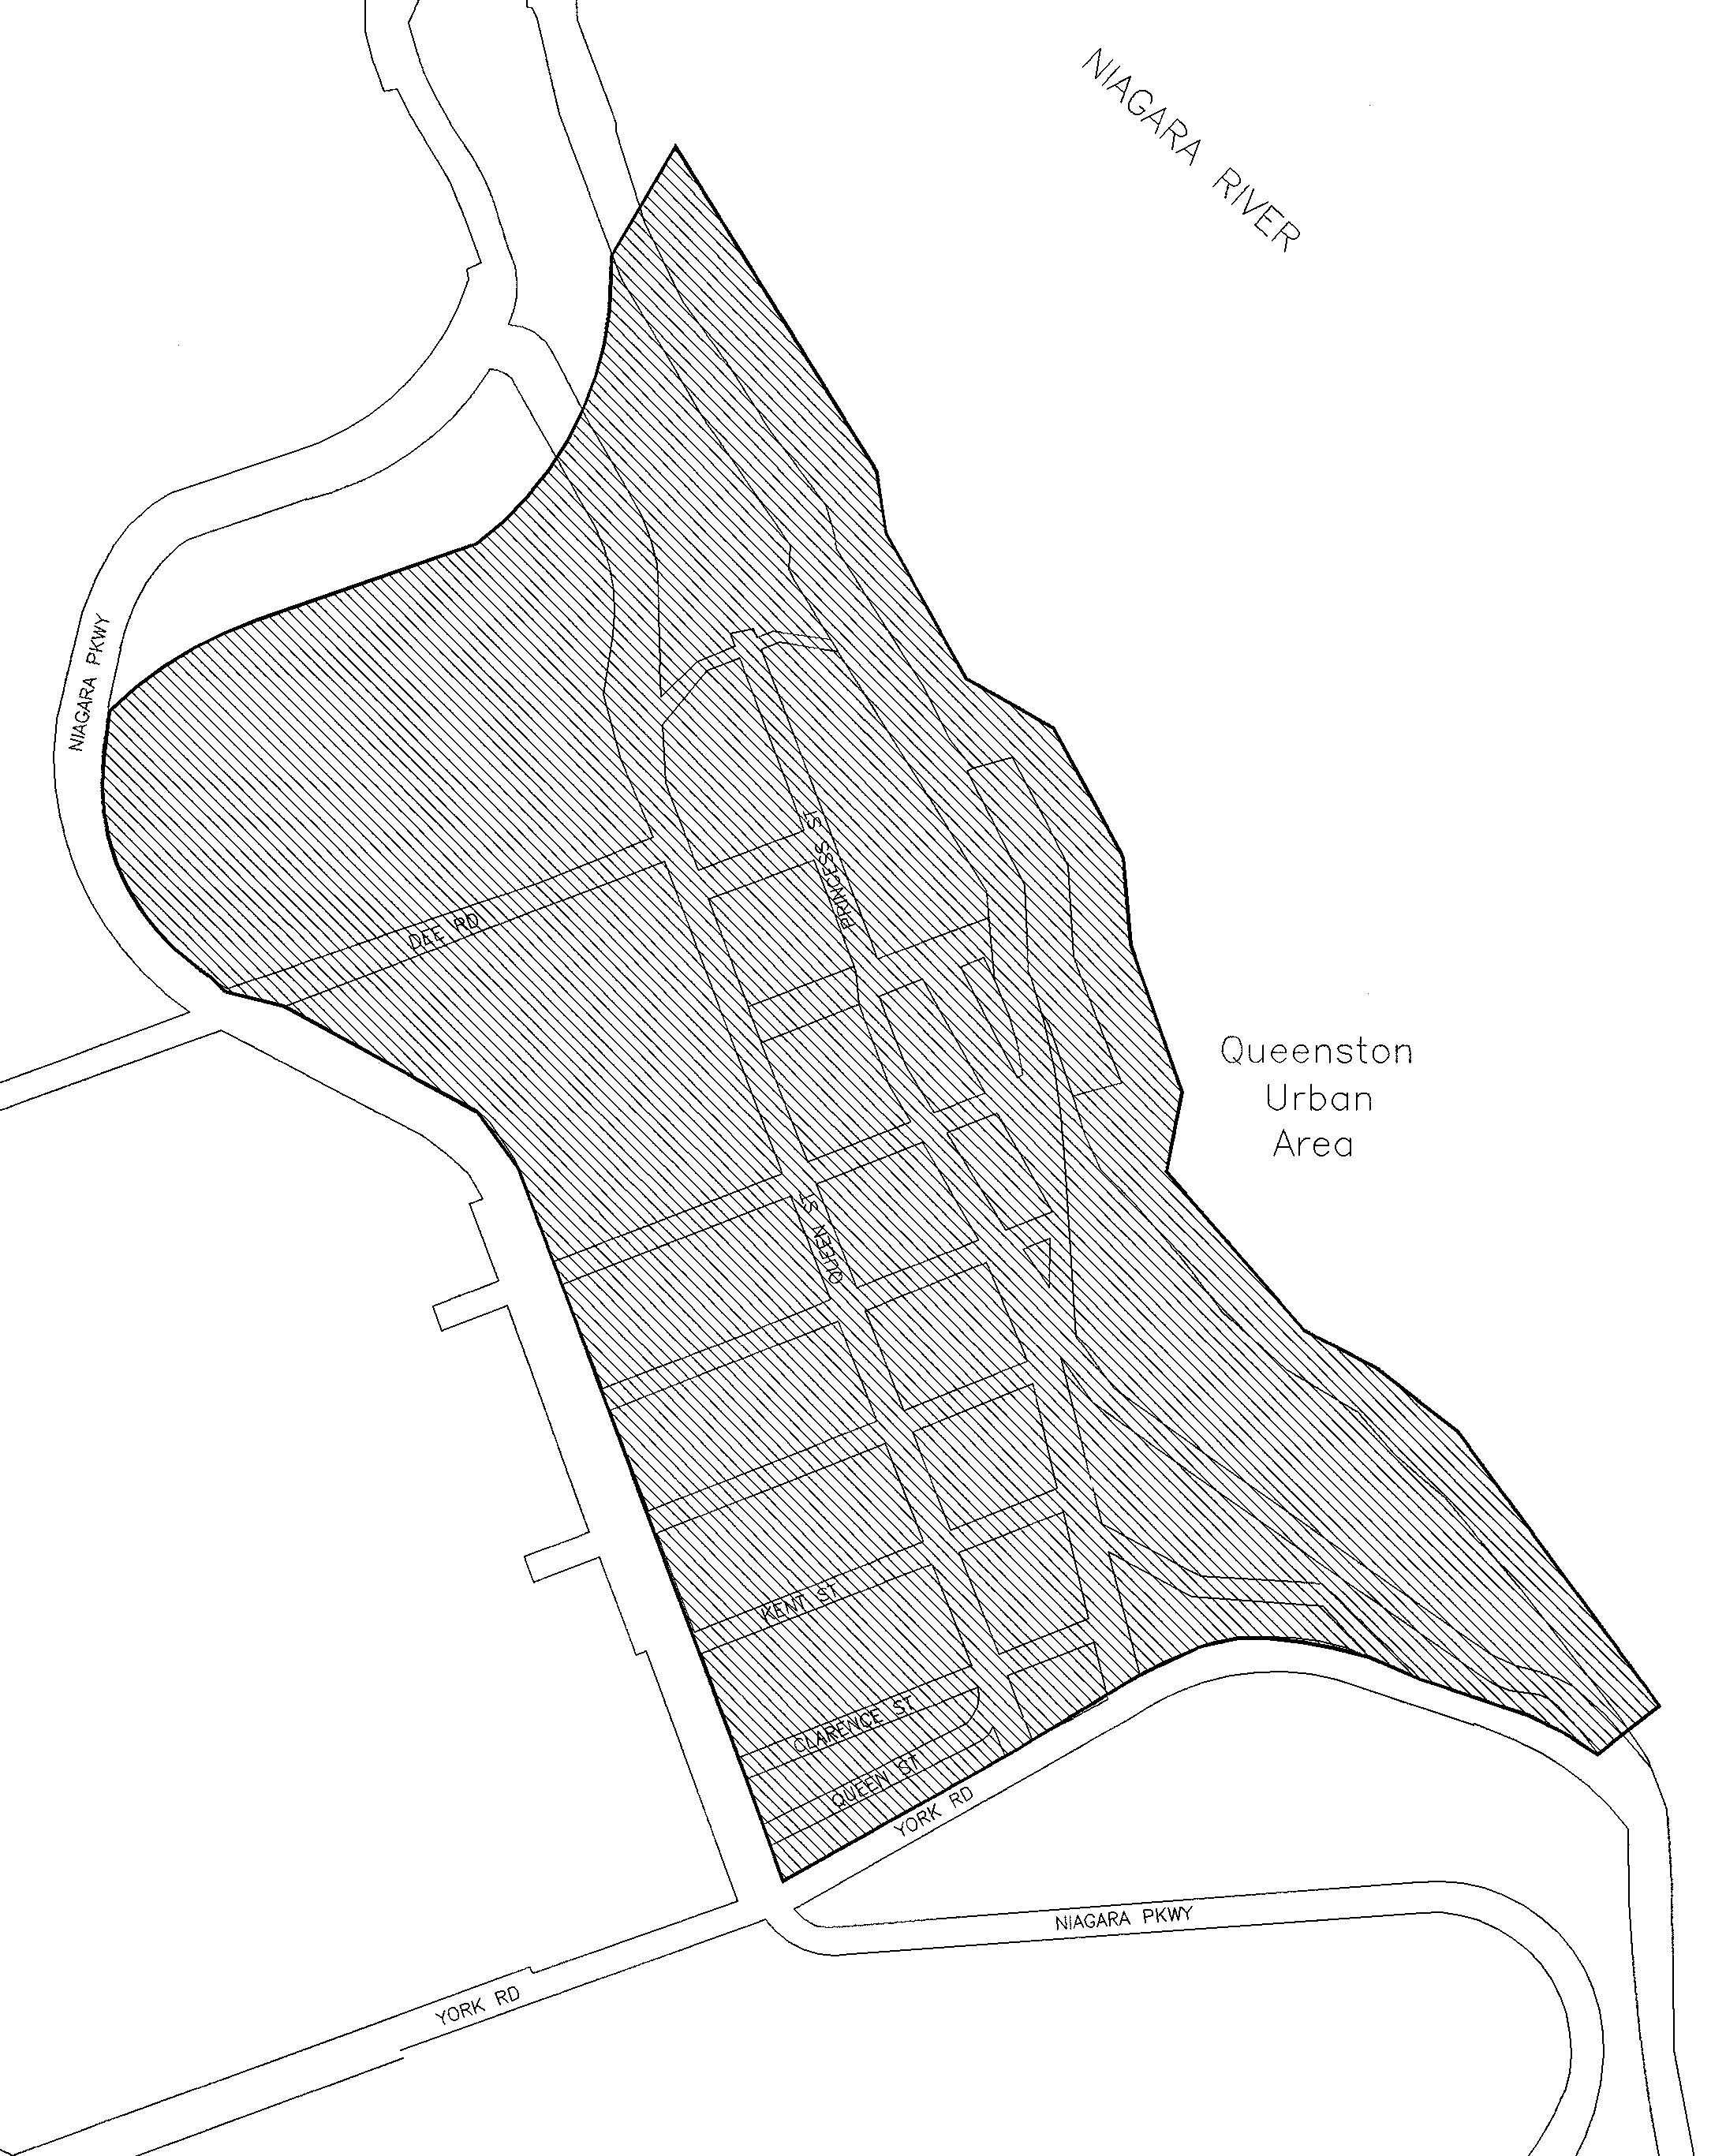 NIAGARA RIVER
NIAGARA PKWY
PRINCESS ST
DEE RD
Queenston
Urban
Area
QUEEN ST
KENT ST
CLARENCE ST
QUEEN ST
YORK RD
NIAGARA PKWY
YORK RD